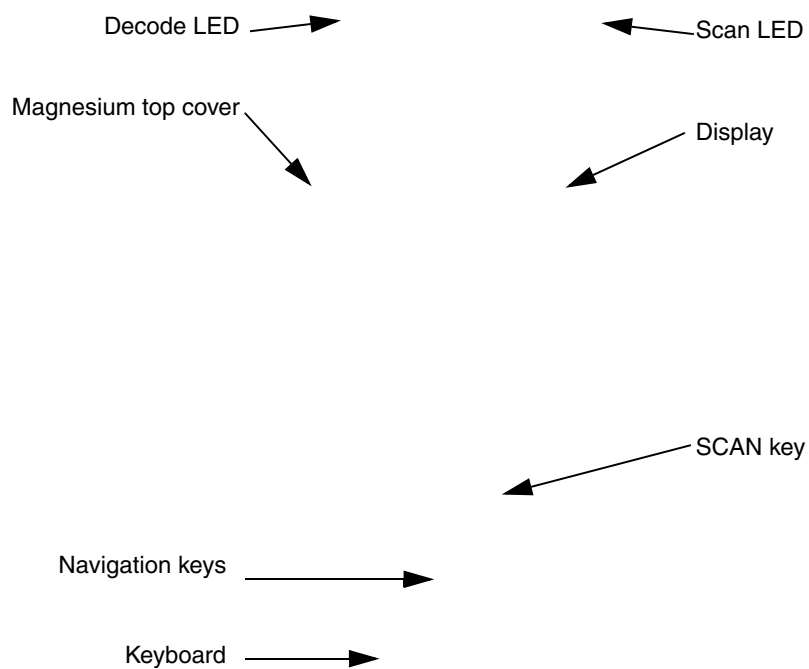 Decode LED
Scan LED
Magnesium top cover
Display
SCAN key
Navigation keys
Keyboard